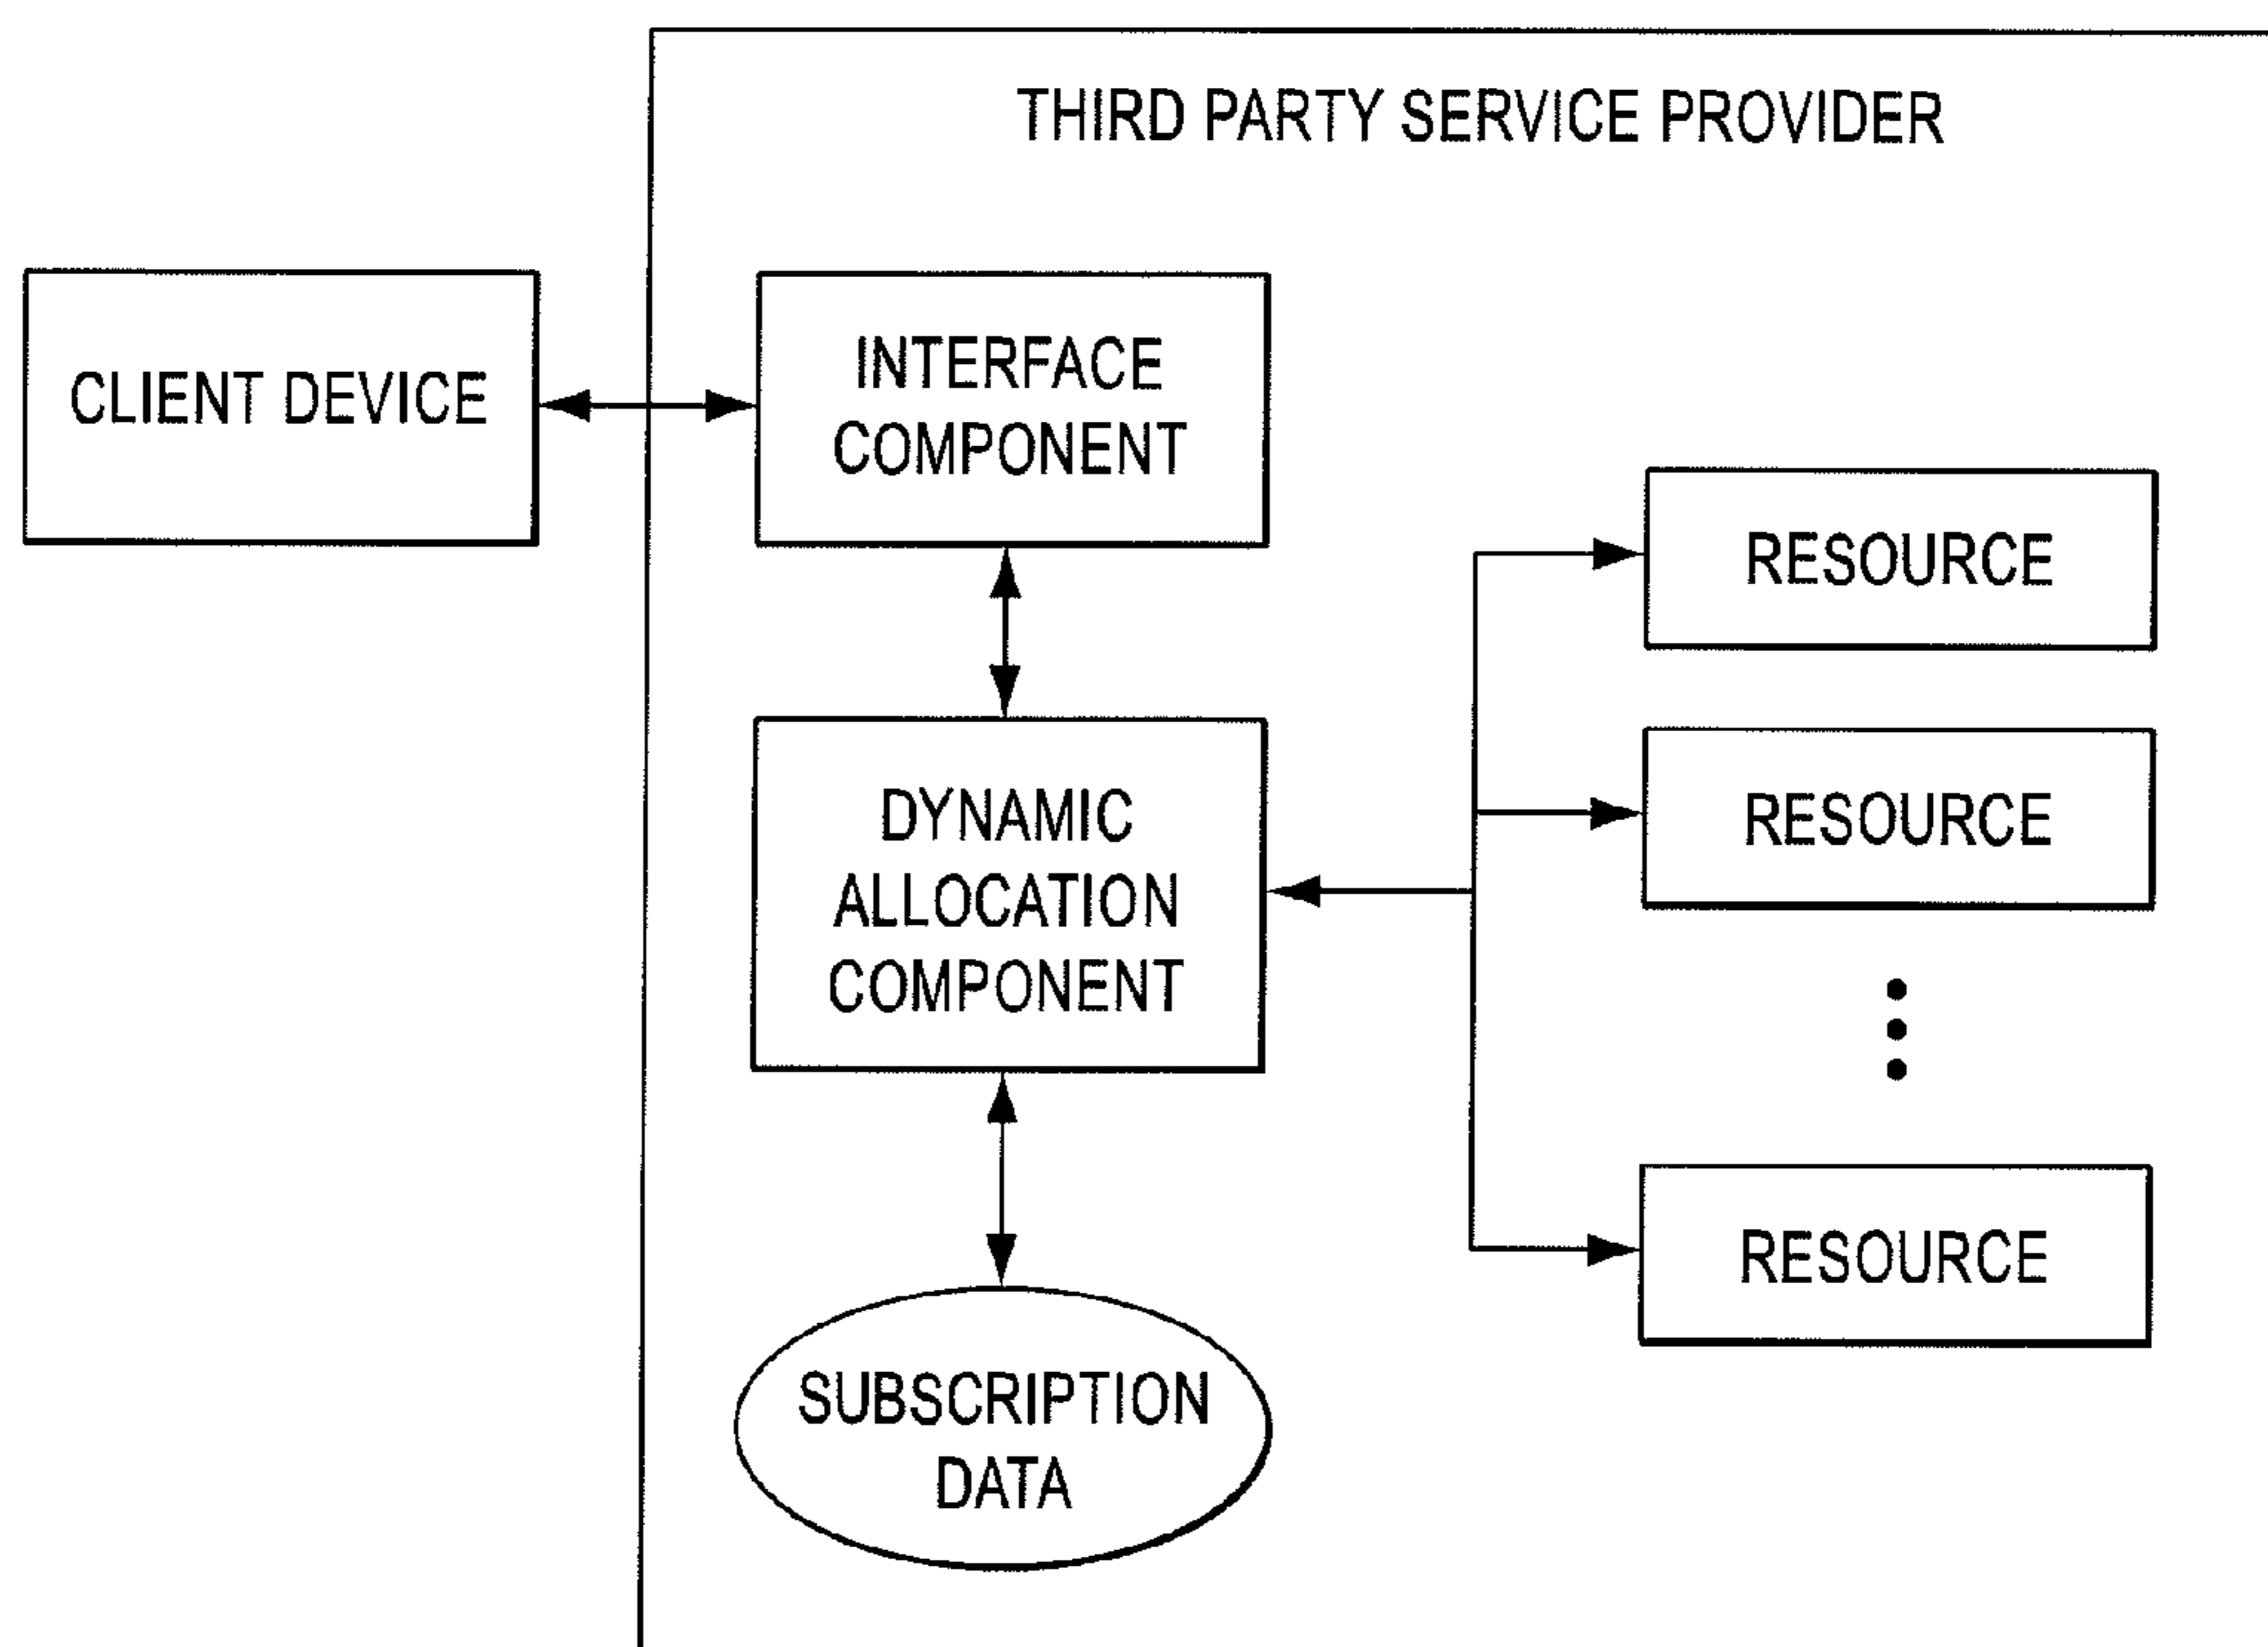 THIRD PARTY SERVICE PROVIDER
CLIENT DEVICE
INTERFACE
COMPONENT
RESOURCE
DYNAMIC
ALLOCATION
COMPONENT
RESOURCE
RESOURCE
SUBSCRIPTION
DATA